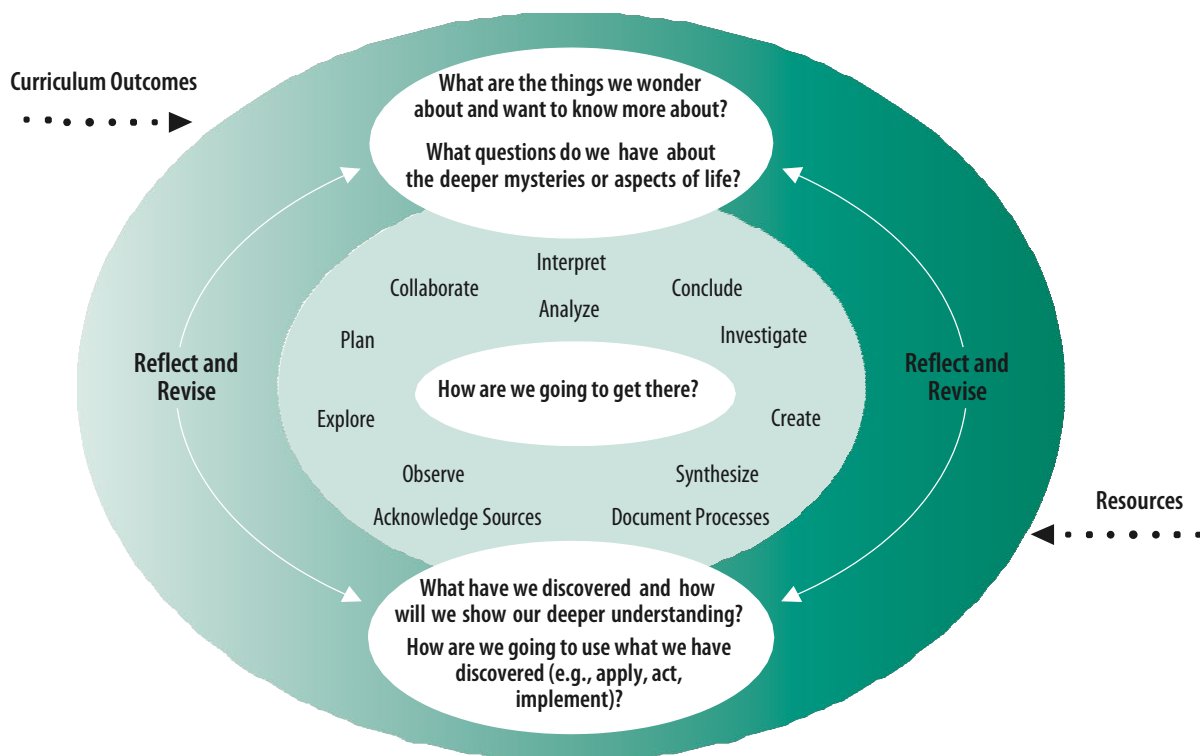 Curriculum Outcomes
What are the things we wonder
about and want to know more about?
What questions do we have about
the deeper mysteries or aspects of life?
Interpret
Collaborate
Conclude
Analyze
Plan
Investigate
Reflect and
Revise
How are we going to get there?
Reflect and
Revise
Explore
Create
Observe
Synthesize
Acknowledge Sources
Document Processes
Resources
What have we discovered and how
will we show our deeper understanding?
How are we going to use what we have
discovered (e.g., apply, act,
implement)?